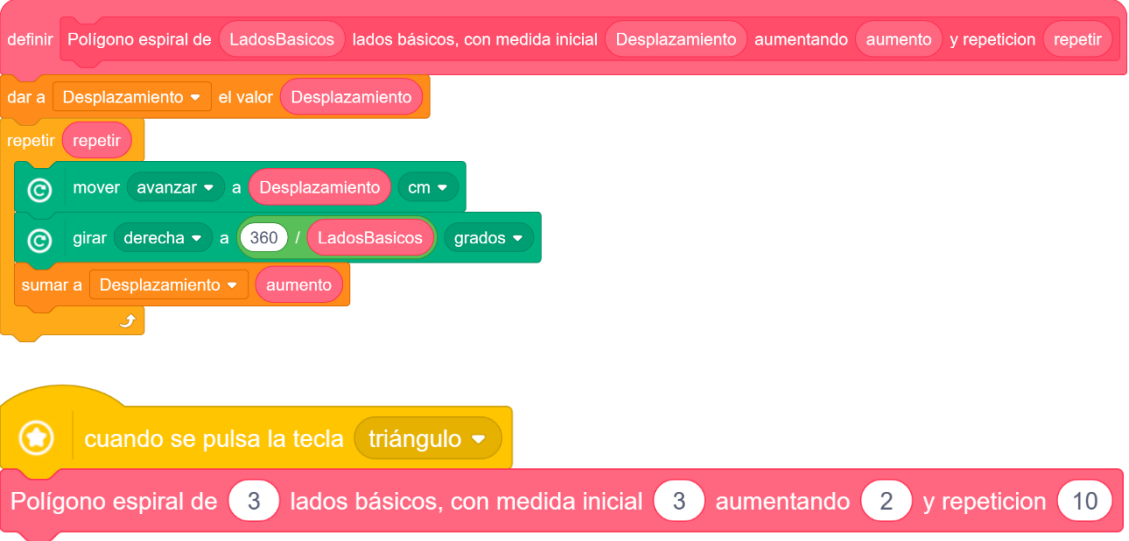 definir Polígono espiral de LadosBasicos lados básicos, con medida inicial Desplazamiento aumentando aumento y repeticion repetir
dar a Desplazamiento el valor Desplazamiento
repetir repetir
mover avanzar a Desplazamiento cm
girar derecha a 360 / LadosBasicos grados
sumar a Desplazamiento aumento
cuando se pulsa la tecla triángulo
Polígono espiral de 3 lados básicos, con medida inicial 3 aumentando 2 y repeticion 10